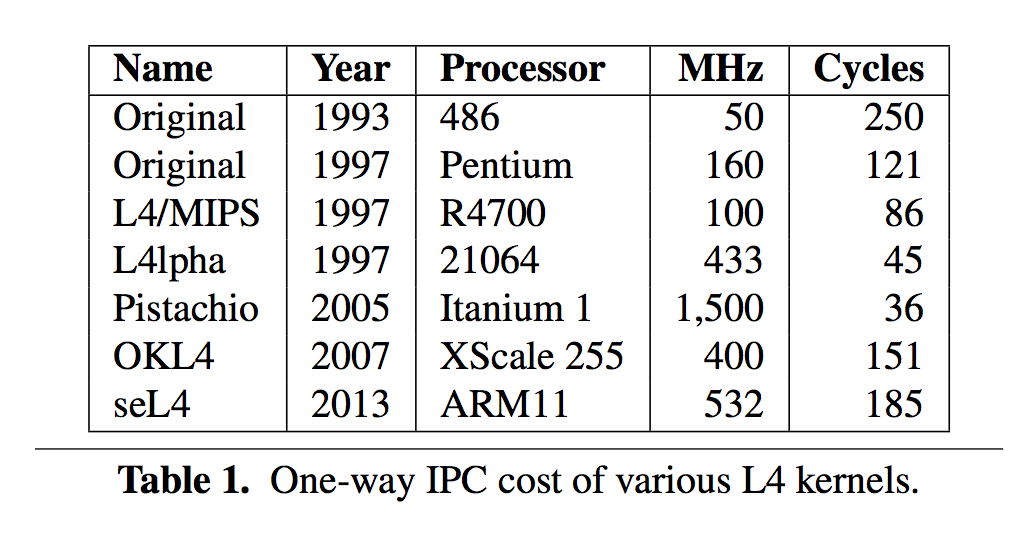 Name Year Processor MHz Cycles
Original 1993 486 50 250
Original 1997 Pentium 160 121
L4/MIPS 1997 R4700 100 86
L4lpha 1997 21064 433 45
Pistachio 2005 Itanium 1 1,500 36
OKL4 2007 XScale 255 400 151
seL4 2013 ARM11 532 185
Table 1. One-way IPC cost of various L4 kernels.